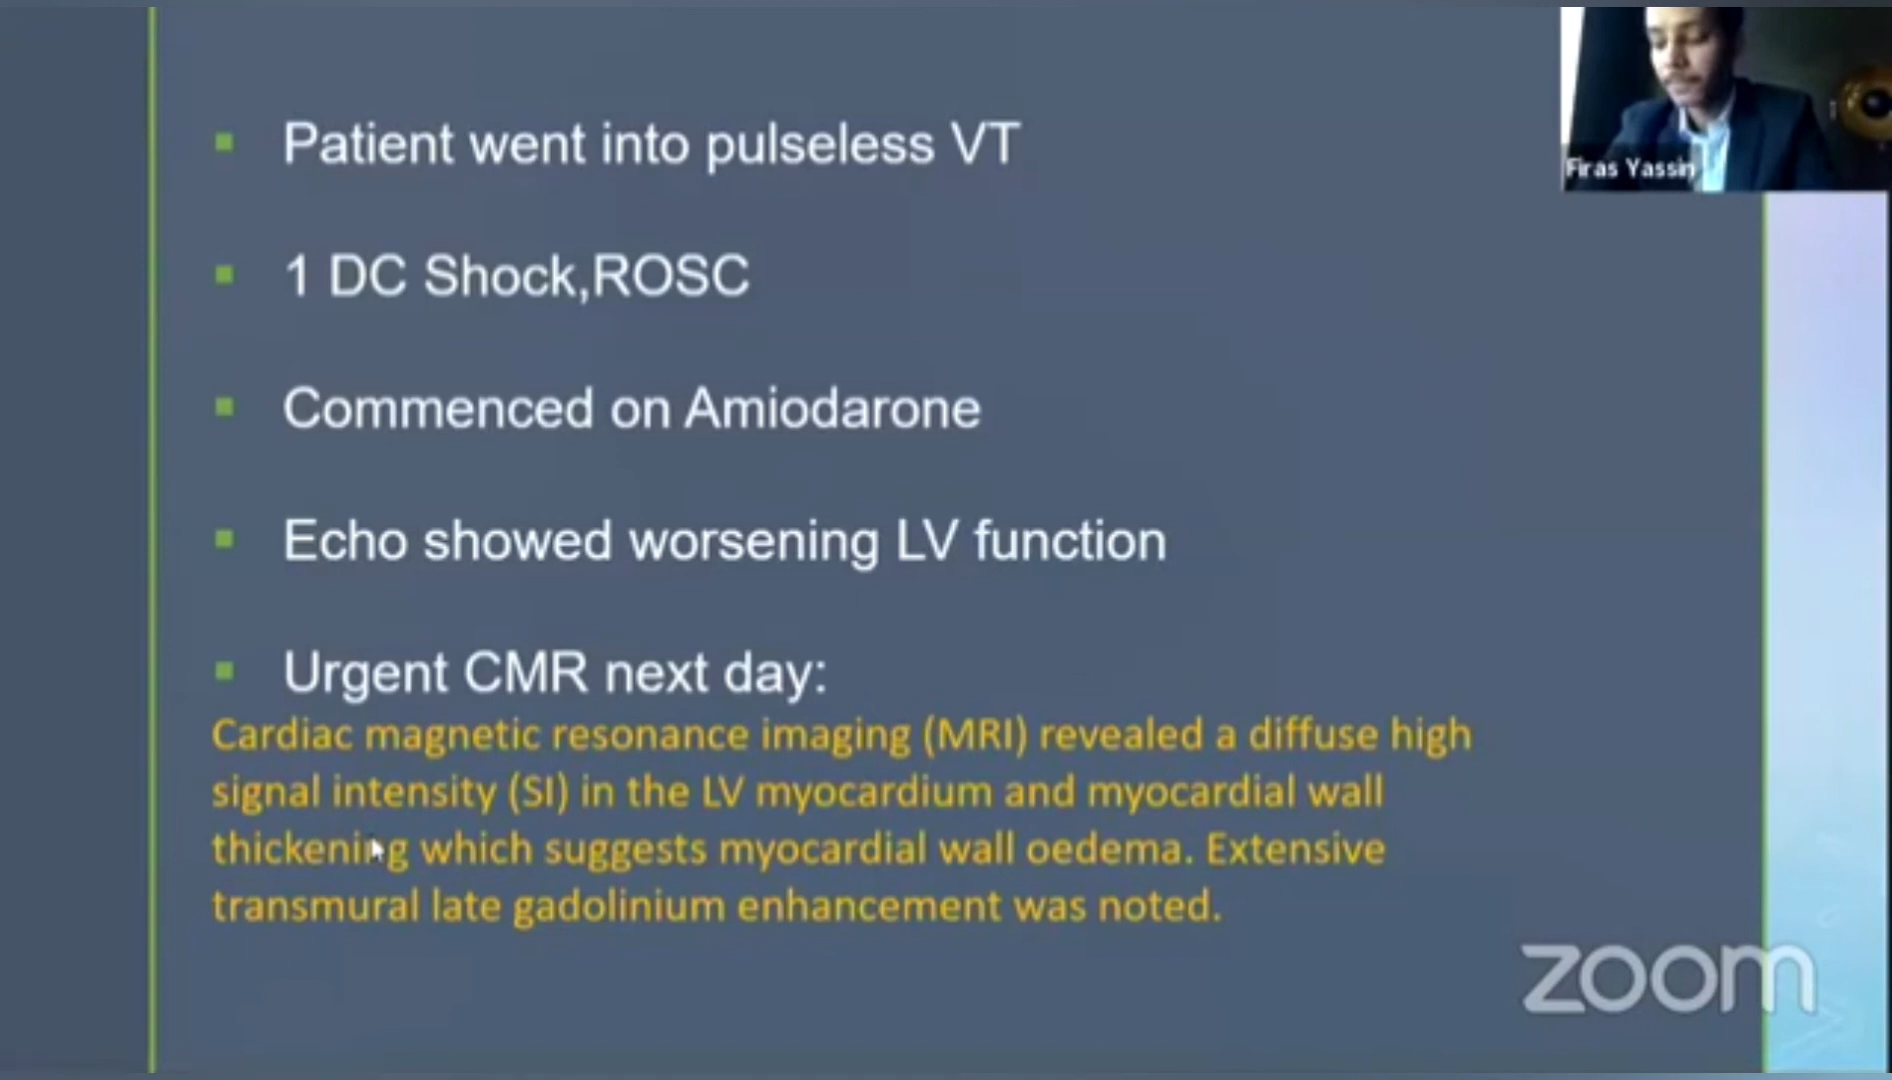 Patient went into pulseless VT
Firas Yassin
1 DC Shock,ROSC
Commenced on Amiodarone
Echo showed worsening LV function
Urgent CMR next day:
Cardiac magnetic resonance imaging (MRI) revealed a diffuse high
signal intensity (SI) in the LV myocardium and myocardial wall
thickening which suggests myocardial wall oedema. Extensive
transmural late gadolinium enhancement was noted.
zoom